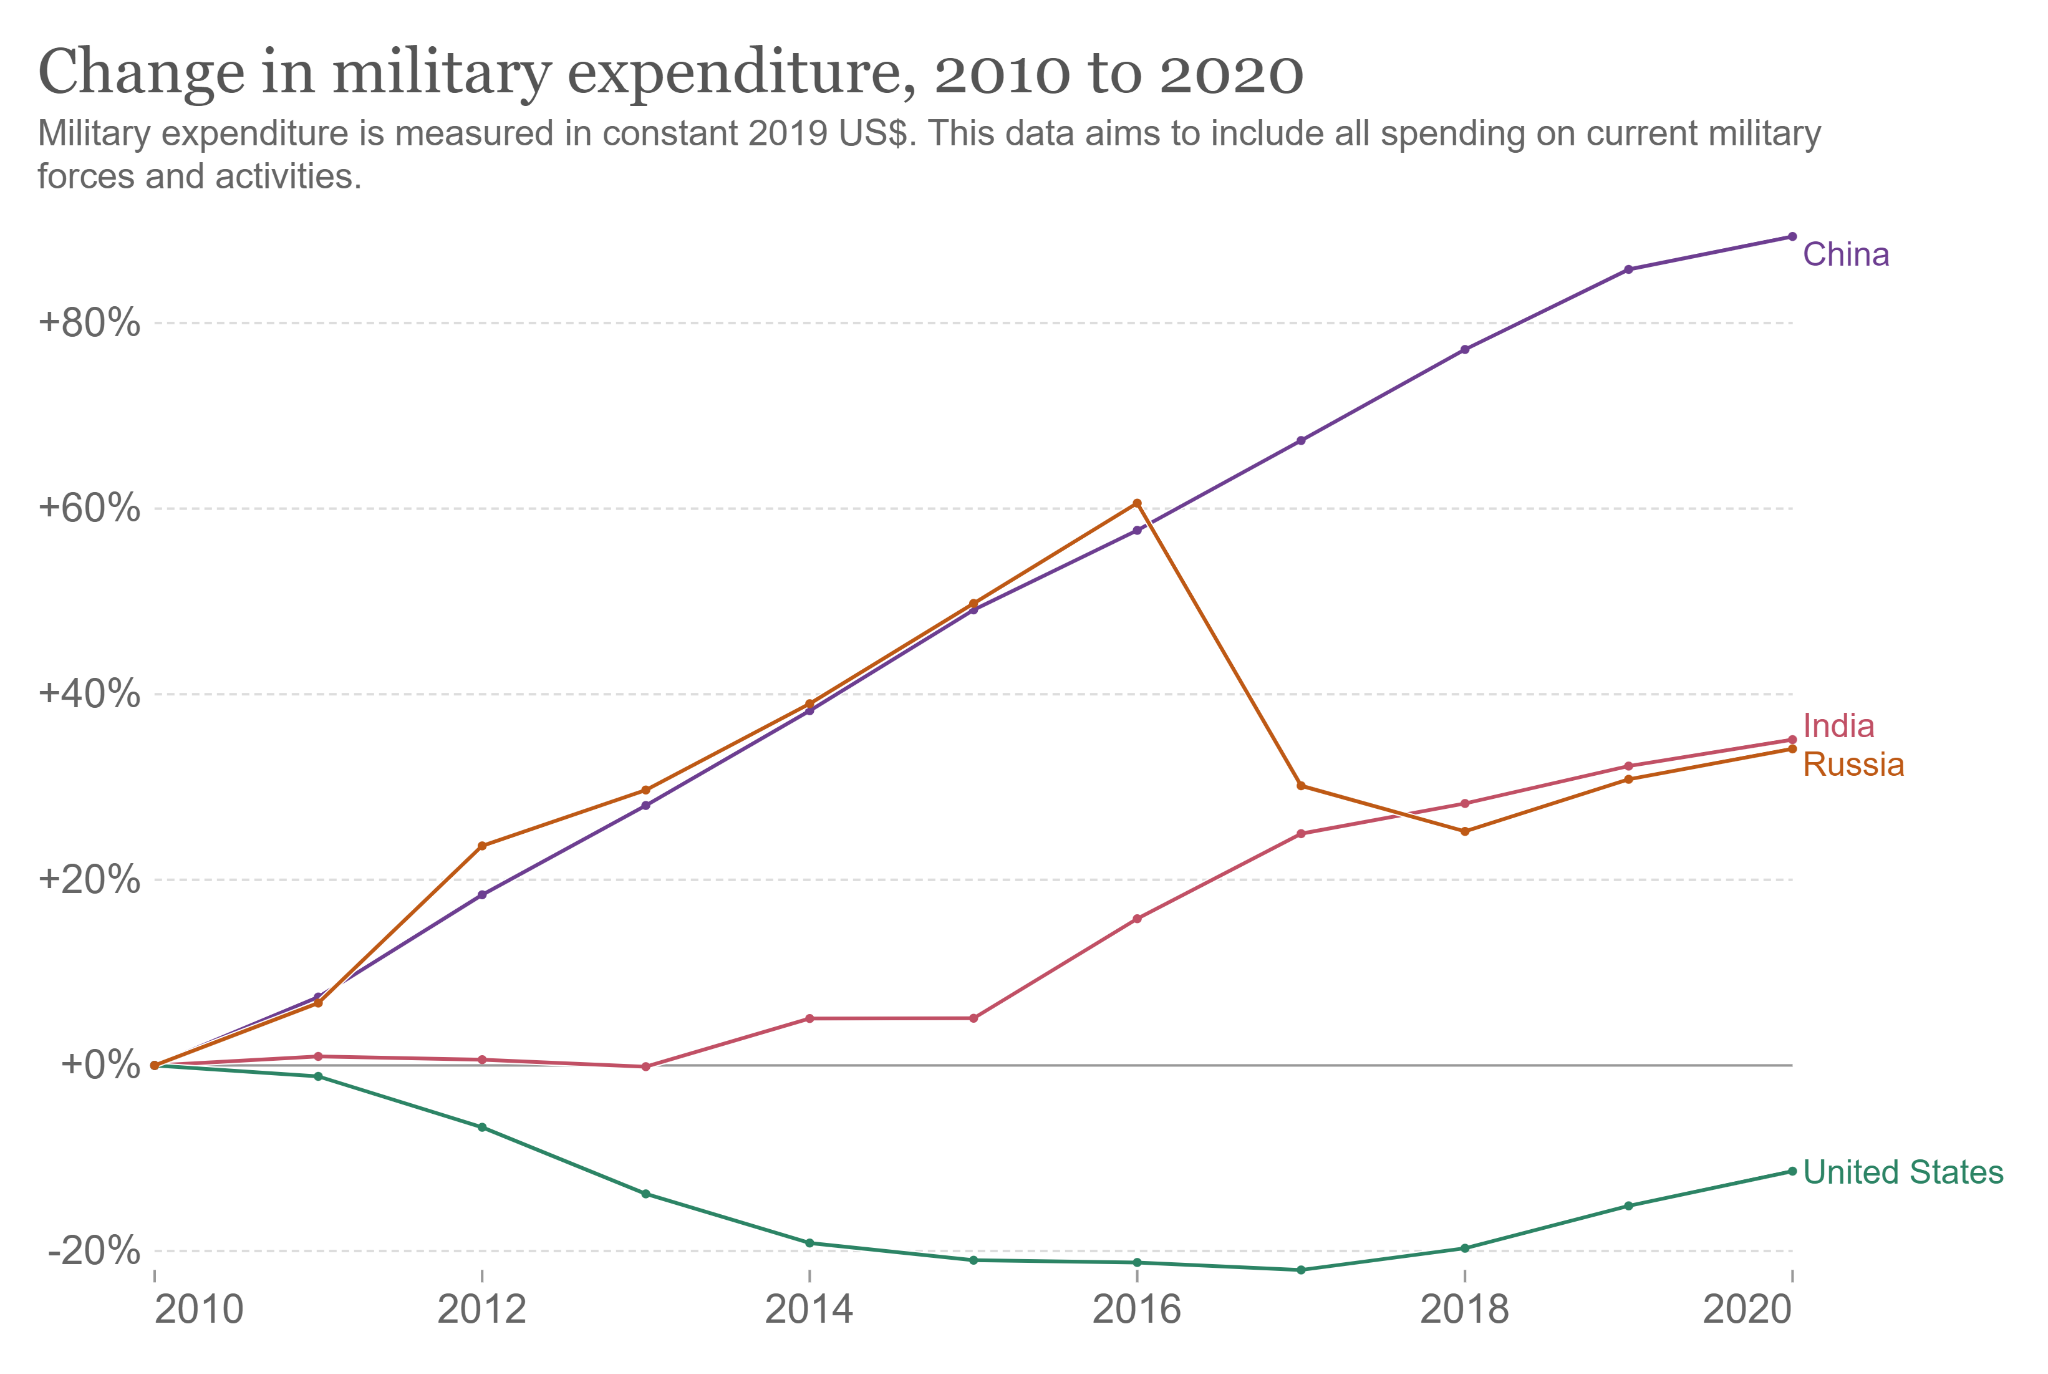 Change in military expenditure, 2010 to 2020
Military expenditure is measured in constant 2019 US$. This data aims to include all spending on current military
forces and activities.
China
+80%
+60%
+40%
India
Russia
+20%
+0%
United States
-20%
2010 2012 2014 2016 2018 2020